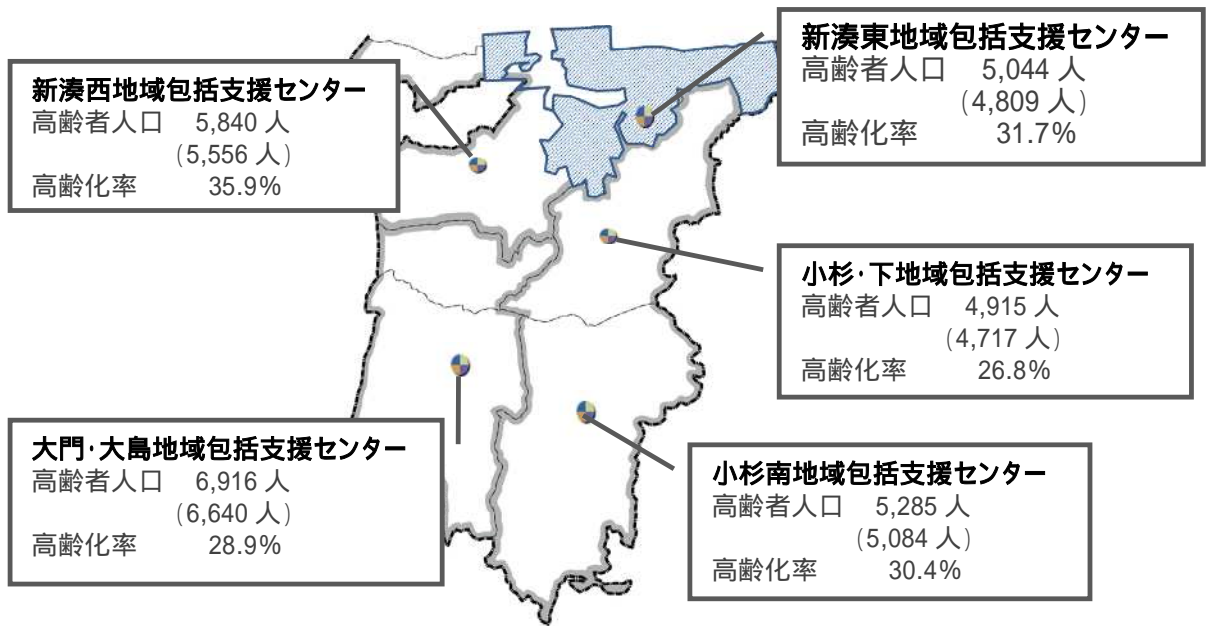 新湊西地域包括支援センター
高齢者人口 5,840 人
(5,556 人)
高齢化率 35.9%
新湊東地域包括支援センター
高齢者人口 5,044 人
(4,809 人)
高齢化率 31.7%
小杉・下地域包括支援センター
高齢者人口 4,915 人
(4,717 人)
高齢化率 26.8%
大門・大島地域包括支援センター
高齢者人口 6,916 人
(6,640 人)
高齢化率 28.9%
小杉南地域包括支援センター
高齢者人口 5,285 人
(5,084 人)
高齢化率 30.4%